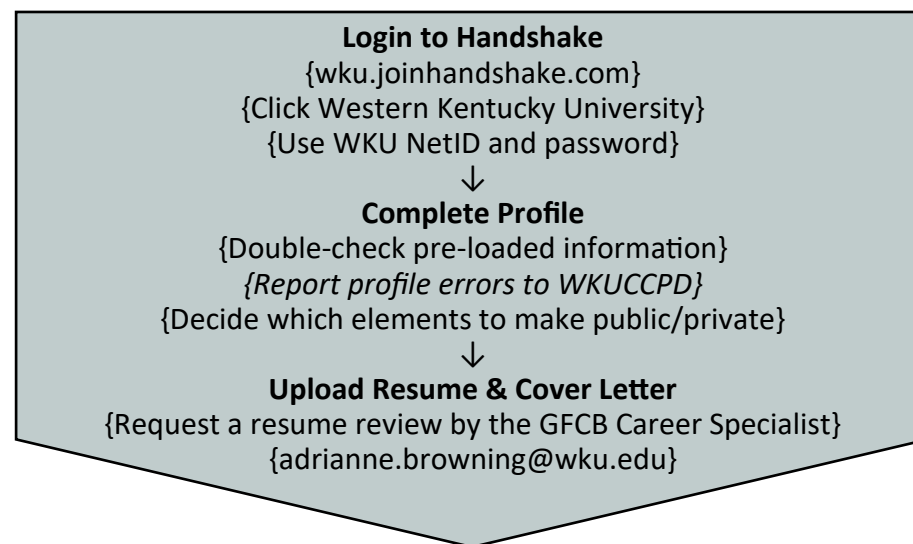 Login to Handshake
{wku.joinhandshake.com}
{Click Western Kentucky University}
{Use WKU NetID and password}
↓
Complete Profile
{Double-check pre-loaded information}
{Report profile errors to WKUCCPD}
{Decide which elements to make public/private}
↓
Upload Resume & Cover Letter
{Request a resume review by the GFCB Career Specialist}
{adrianne.browning@wku.edu}